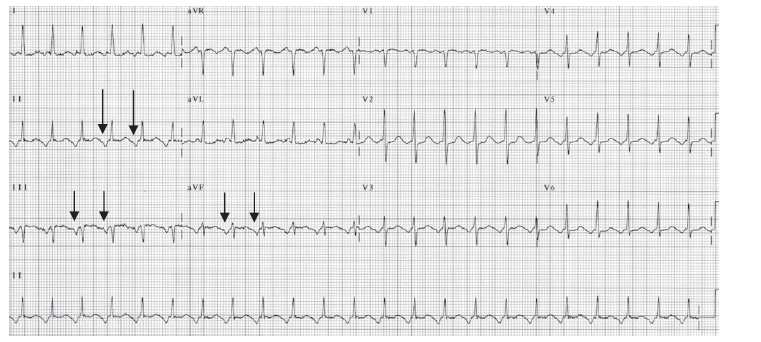 I aVR V1 V4
II aVL V2 V5
III aVF V3 V6
II